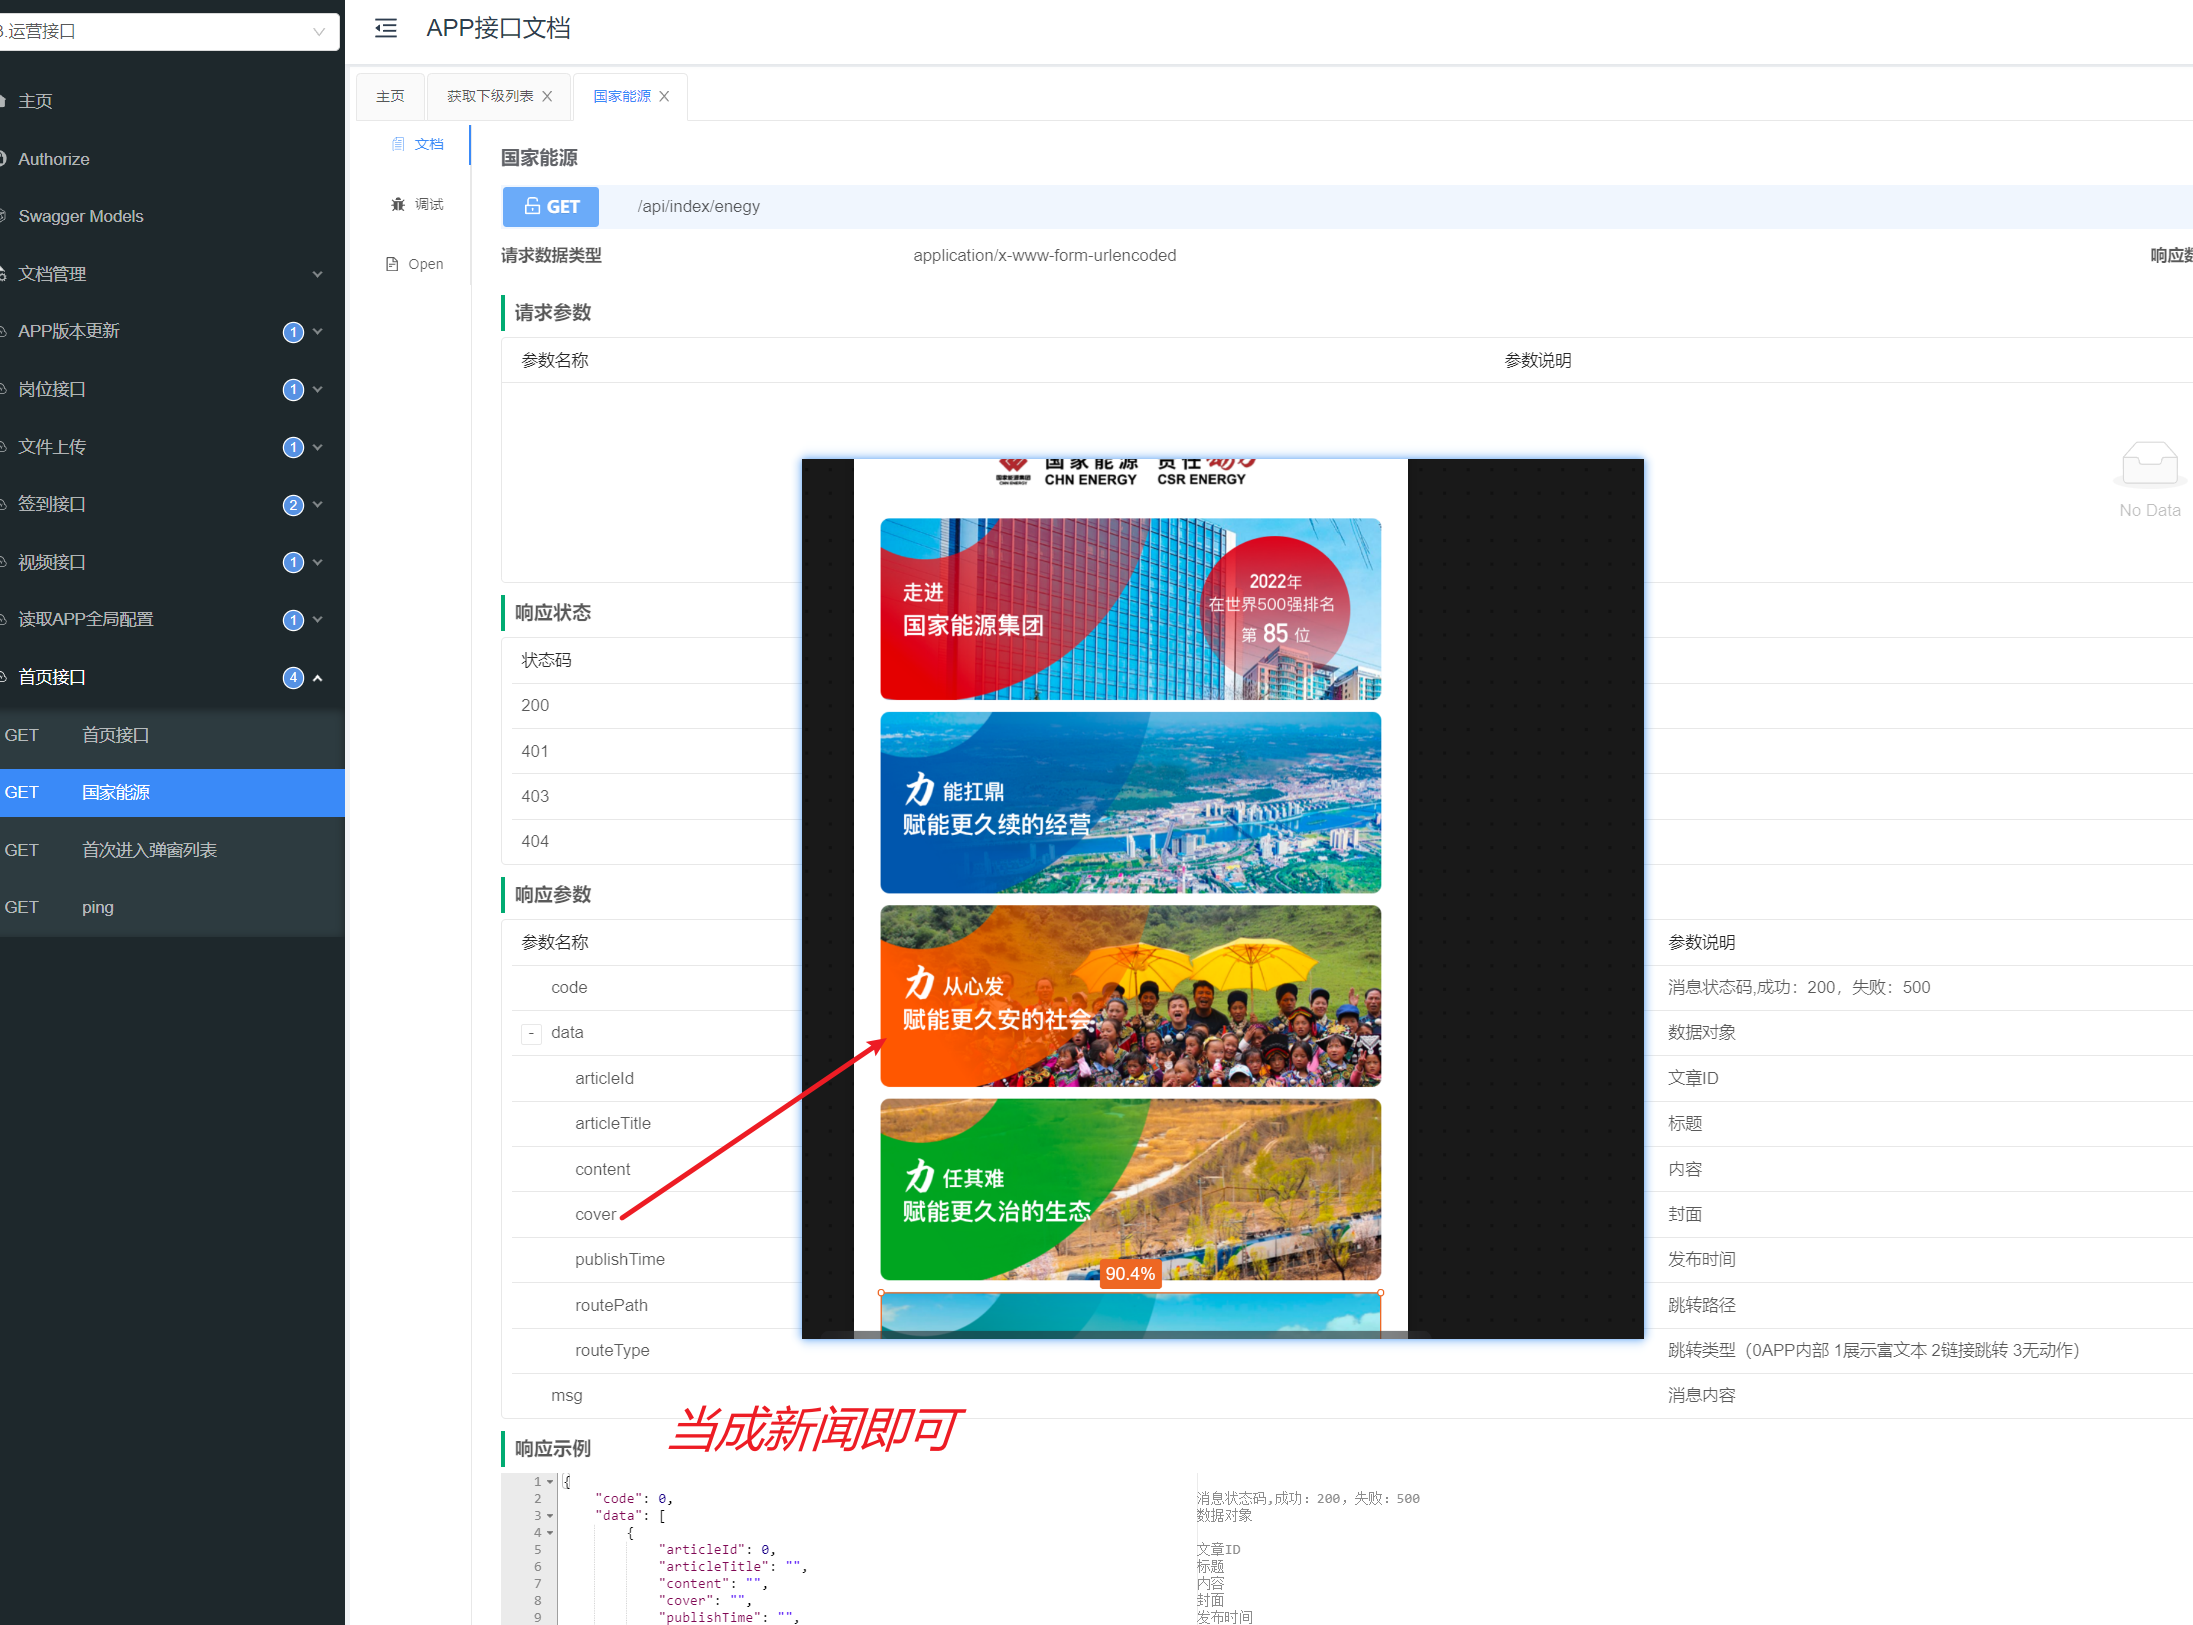 3.运营接口
主页
Authorize
Swagger Models
文档管理
APP版本更新 1
岗位接口 1
文件上传 1
签到接口 2
视频接口 1
读取APP全局配置 1
首页接口 4
GET 首页接口
GET 国家能源
GET 首次进入弹窗列表
GET ping
APP接口文档
主页 获取下级列表 国家能源
文档
调试
Open
国家能源
GET /api/index/enegy
请求数据类型 application/x-www-form-urlencoded 响应数
请求参数
参数名称 参数说明
No Data
响应状态
状态码
200
401
403
404
响应参数
参数名称 参数说明
code 消息状态码,成功：200，失败：500
- data 数据对象
articleId 文章ID
articleTitle 标题
content 内容
cover 封面
publishTime 发布时间
routePath 跳转路径
routeType 跳转类型（0APP内部 1展示富文本 2链接跳转 3无动作）
msg 消息内容
国家能源 责任动力
CHN ENERGY CSR ENERGY
走进
国家能源集团
2022年
在世界500强排名
第 85 位
力 能扛鼎
赋能更久续的经营
力 从心发
赋能更久安的社会
力 任其难
赋能更久治的生态
90.4%
当成新闻即可
响应示例
1 {
2 "code": 0, 消息状态码,成功：200，失败：500
3 "data": [ 数据对象
4 {
5 "articleId": 0, 文章ID
6 "articleTitle": "", 标题
7 "content": "", 内容
8 "cover": "", 封面
9 "publishTime": "", 发布时间